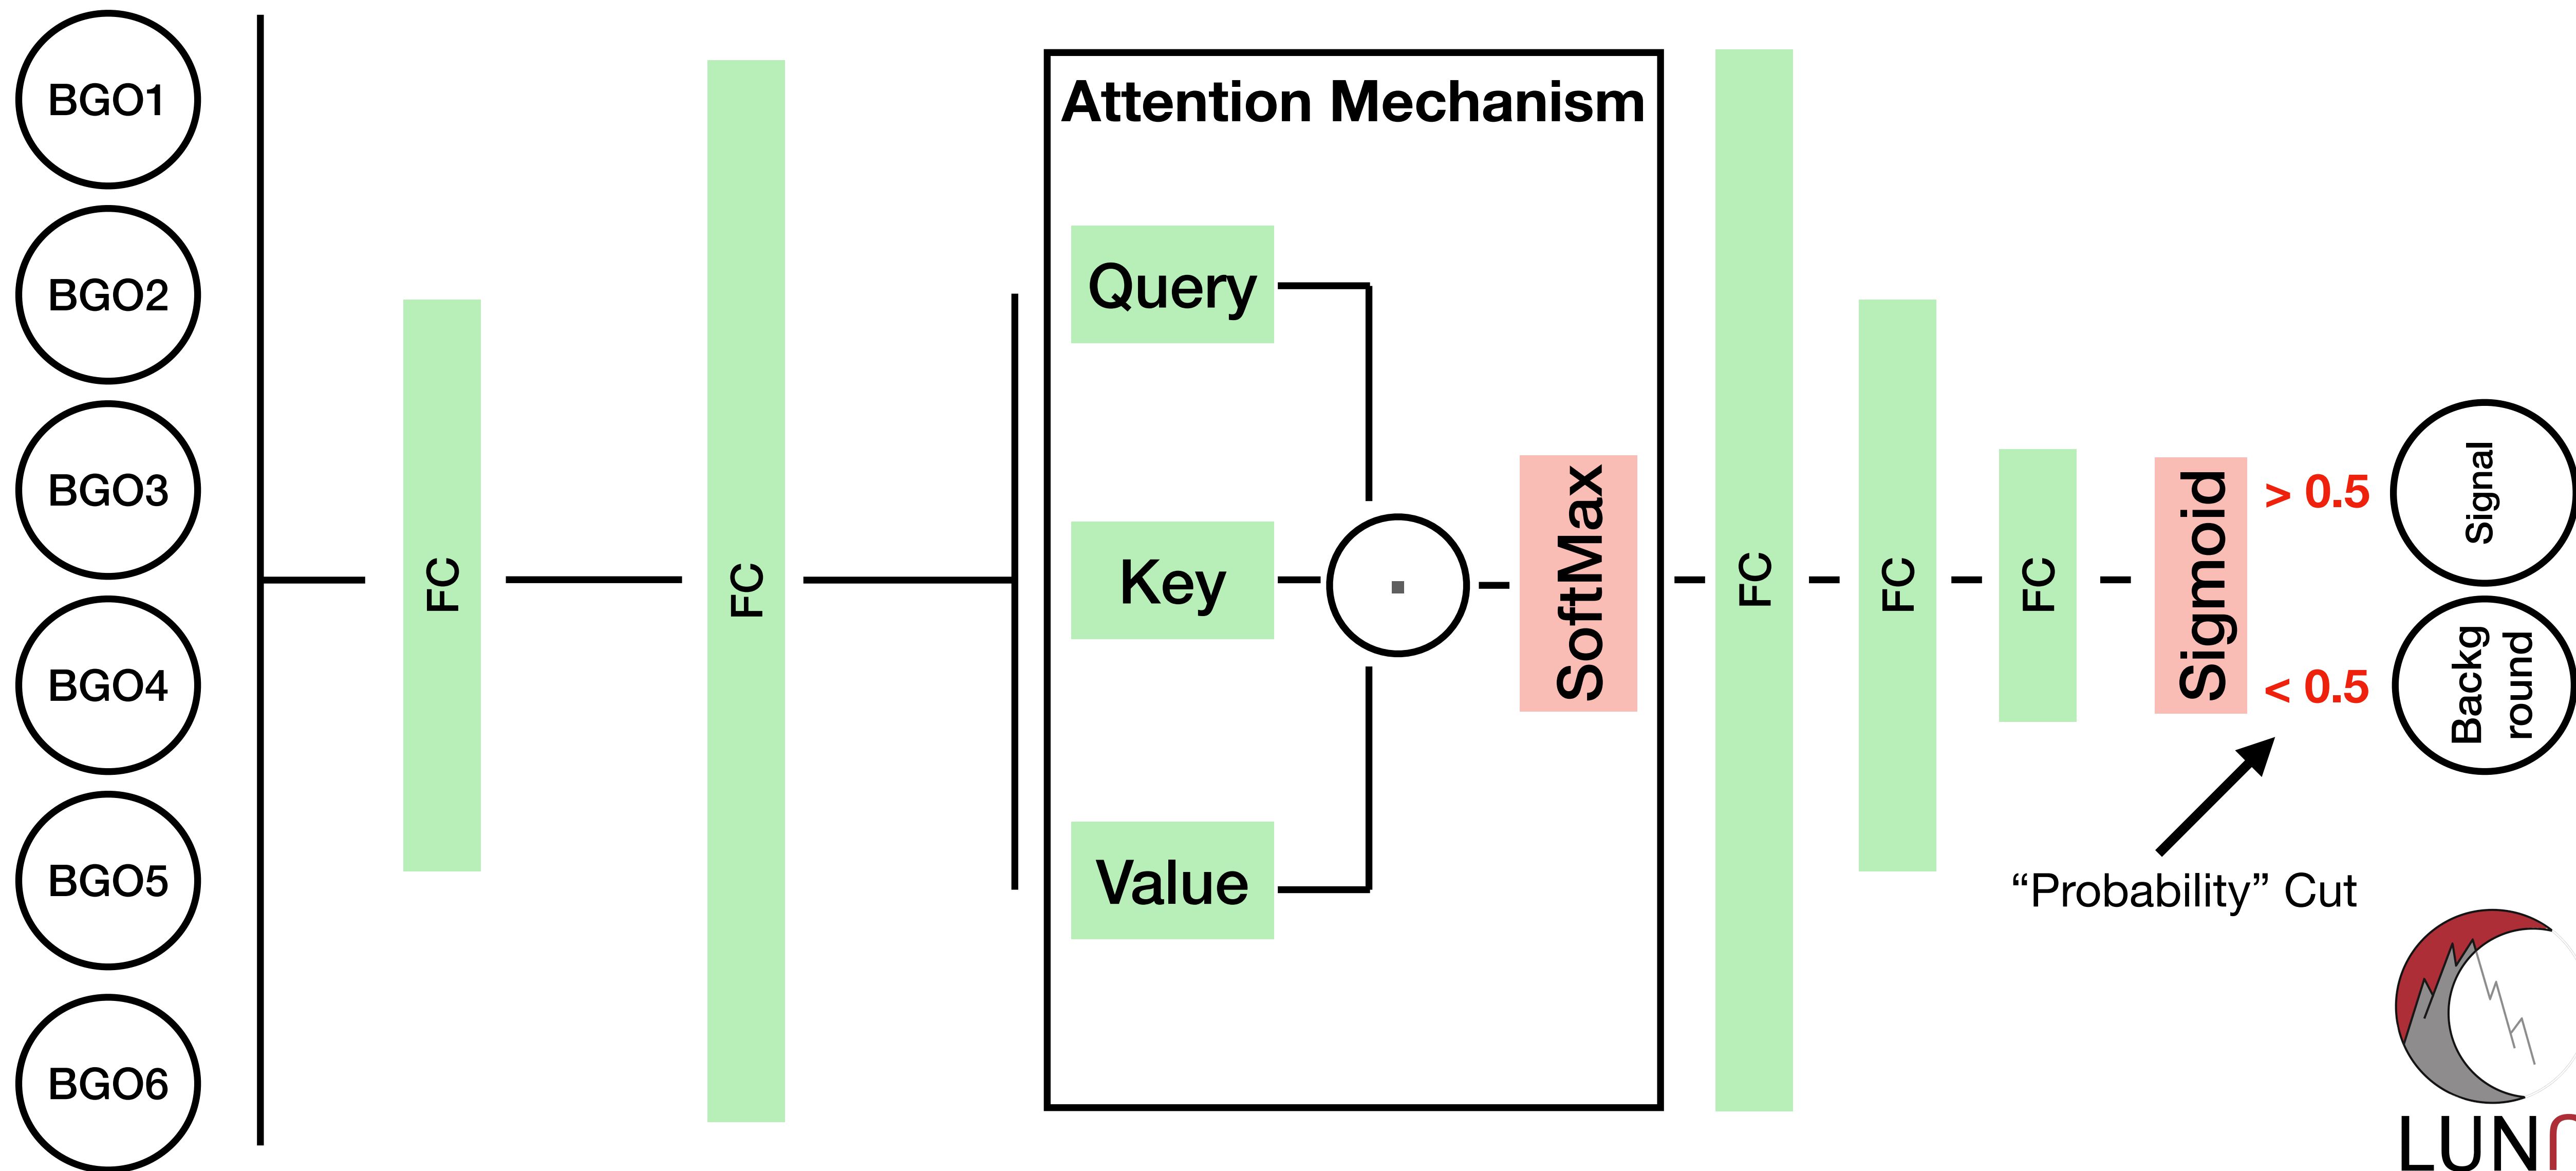 BGO1
BGO2
BGO3
BGO4
BGO5
BGO6
FC
FC
Attention Mechanism
Query
Key
Value
SoftMax
FC
FC
FC
Sigmoid
> 0.5
< 0.5
Signal
Backg
round
“Probability” Cut
LUN